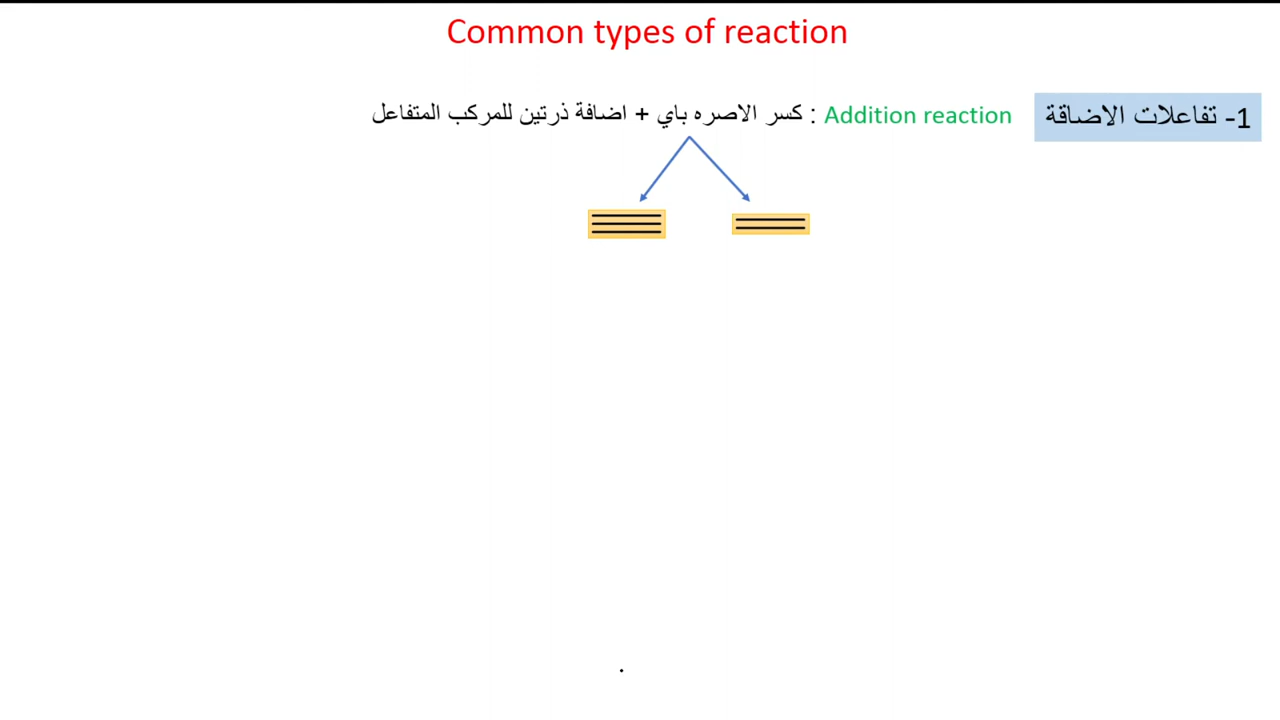 Common types of reaction
1- تفاعلات الاضاقة
Addition reaction : كسر الاصره باي + اضافة ذرتين للمركب المتفاعل